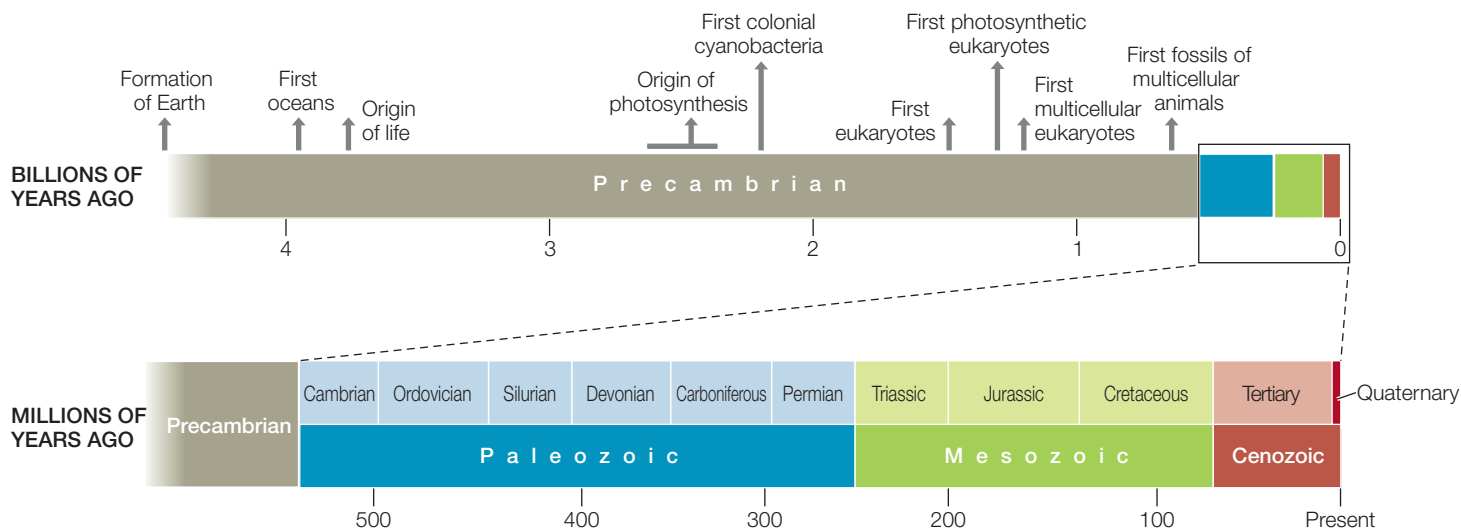 First colonial
cyanobacteria
First photosynthetic
eukaryotes
Formation
of Earth
First
oceans
Origin
of life
Origin of
photosynthesis
First
eukaryotes
First
multicellular
eukaryotes
First fossils of
multicellular
animals
BILLIONS OF
YEARS AGO
Precambrian
4
3
2
1
0
MILLIONS OF
YEARS AGO
Precambrian
Cambrian
Ordovician
Silurian
Devonian
Carboniferous
Permian
Triassic
Jurassic
Cretaceous
Tertiary
Quaternary
Paleozoic
Mesozoic
Cenozoic
500
400
300
200
100
Present